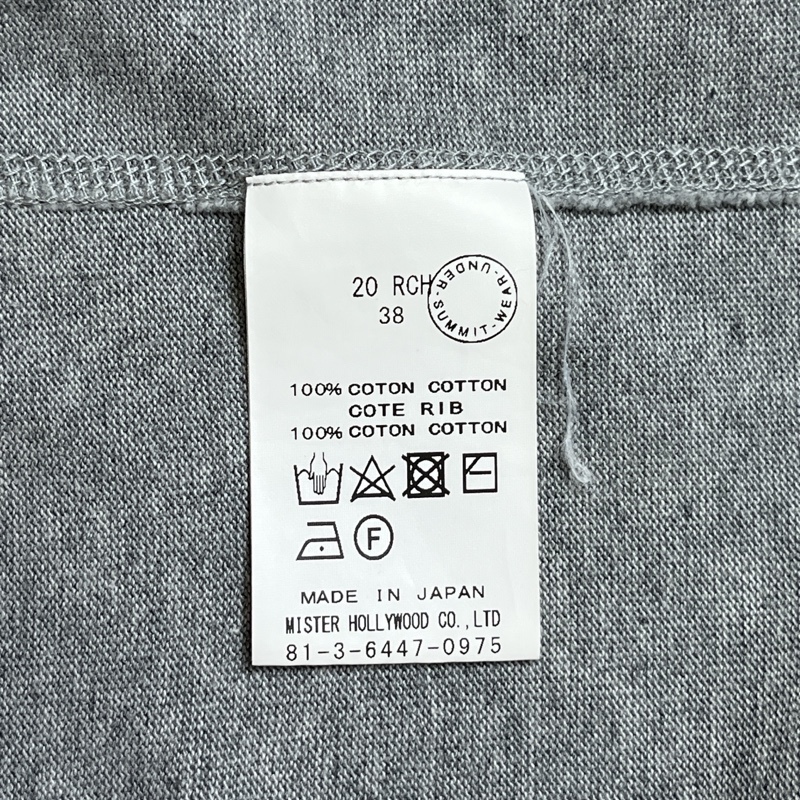 20 RCH
38
UNDER-SUMMIT-WEAR-
100% COTON COTTON
COTE RIB
100% COTON COTTON
F
MADE IN JAPAN
MISTER HOLLYWOOD CO.,LTD
81-3-6447-0975